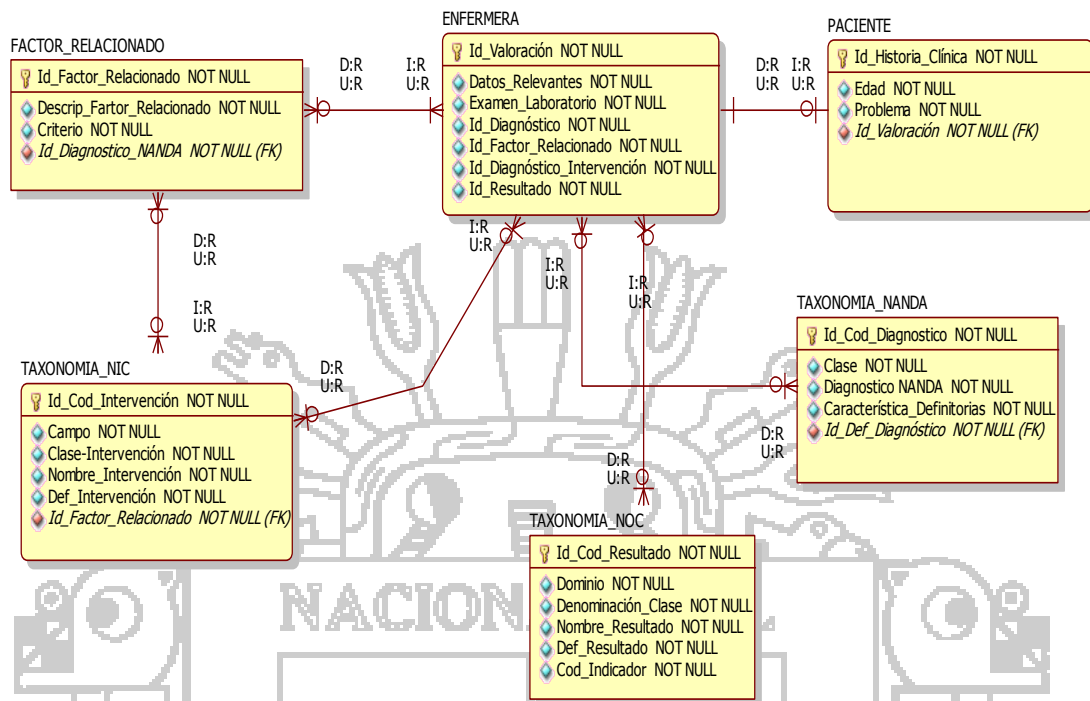 ENFERMERA
Id_Valoración NOT NULL
Datos_Relevantes NOT NULL
Examen_Laboratorio NOT NULL
Id_Diagnóstico NOT NULL
Id_Factor_Relacionado NOT NULL
Id_Diagnóstico_Intervención NOT NULL
Id_Resultado NOT NULL
PACIENTE
Id_Historia_Clínica NOT NULL
Edad NOT NULL
Problema NOT NULL
Id_Valoración NOT NULL (FK)
FACTOR_RELACIONADO
Id_Factor_Relacionado NOT NULL
Descrip_Fartor_Relacionado NOT NULL
Criterio NOT NULL
Id_Diagnostico_NANDA NOT NULL (FK)
D:R
U:R
I:R
U:R
D:R
U:R
I:R
U:R
D:R
U:R
I:R
U:R
I:R
U:R
D:R
U:R
I:R
U:R
D:R
U:R
I:R
U:R
D:R
U:R
TAXONOMIA_NANDA
Id_Cod_Diagnostico NOT NULL
Clase NOT NULL
Diagnostico NANDA NOT NULL
Característica_Definitorias NOT NULL
Id_Def_Diagnóstico NOT NULL (FK)
TAXONOMIA_NIC
Id_Cod_Intervención NOT NULL
Campo NOT NULL
Clase-Intervención NOT NULL
Nombre_Intervención NOT NULL
Def_Intervención NOT NULL
Id_Factor_Relacionado NOT NULL (FK)
TAXONOMIA_NOC
Id_Cod_Resultado NOT NULL
Dominio NOT NULL
Denominación_Clase NOT NULL
Nombre_Resultado NOT NULL
Def_Resultado NOT NULL
Cod_Indicador NOT NULL